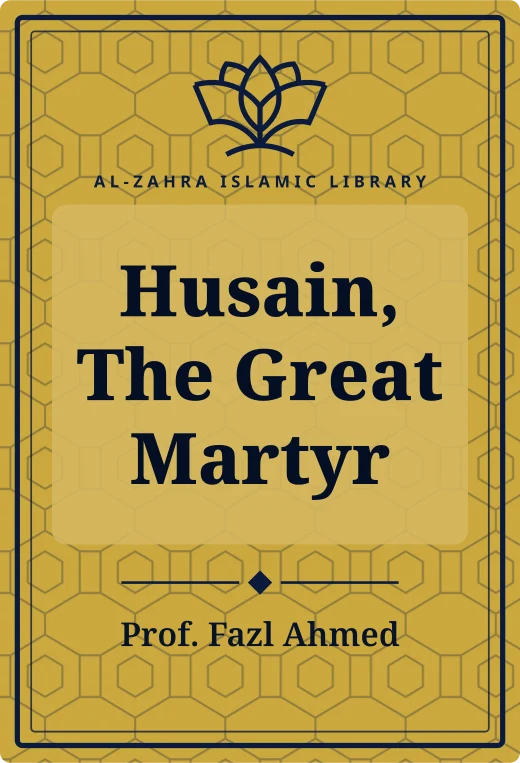 AL-ZAHRA ISLAMIC LIBRARY
Husain,
The Great
Martyr
Prof. Fazl Ahmed